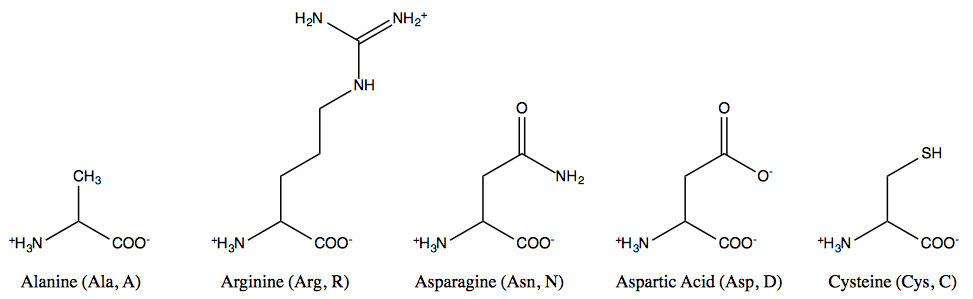 H₂N NH₂⁺
NH
O O
CH₃ NH₂ O⁻ SH
⁺H₃N COO⁻ ⁺H₃N COO⁻ ⁺H₃N COO⁻ ⁺H₃N COO⁻ ⁺H₃N COO⁻
Alanine (Ala, A) Arginine (Arg, R) Asparagine (Asn, N) Aspartic Acid (Asp, D) Cysteine (Cys, C)